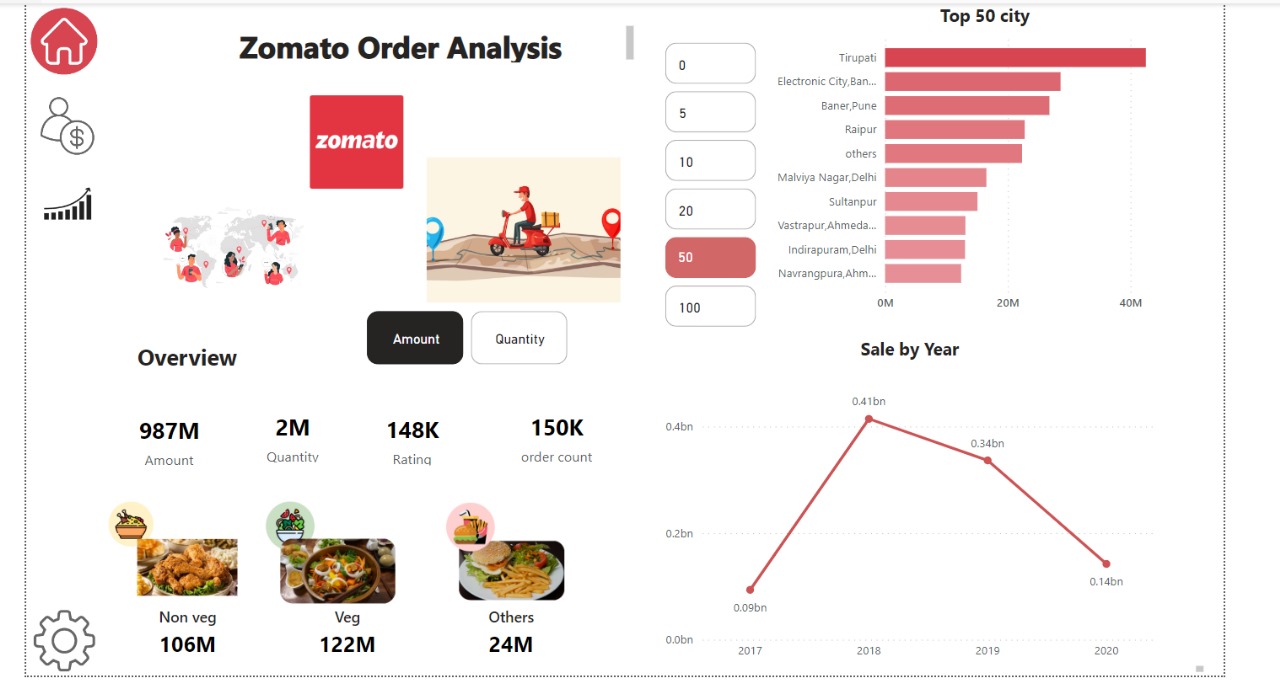 Zomato Order Analysis
zomato
Amount
Quantity
Overview
987M
Amount
2M
Quantity
148K
Rating
150K
order count
Non veg
106M
Veg
122M
Others
24M
0
5
10
20
50
100
Top 50 city
Tirupati
Electronic City,Ban...
Baner,Pune
Raipur
others
Malviya Nagar,Delhi
Sultanpur
Vastrapur,Ahmeda...
Indirapuram,Delhi
Navrangpura,Ahm...
0M 20M 40M
Sale by Year
0.4bn
0.2bn
0.0bn
0.09bn
0.41bn
0.34bn
0.14bn
2017 2018 2019 2020